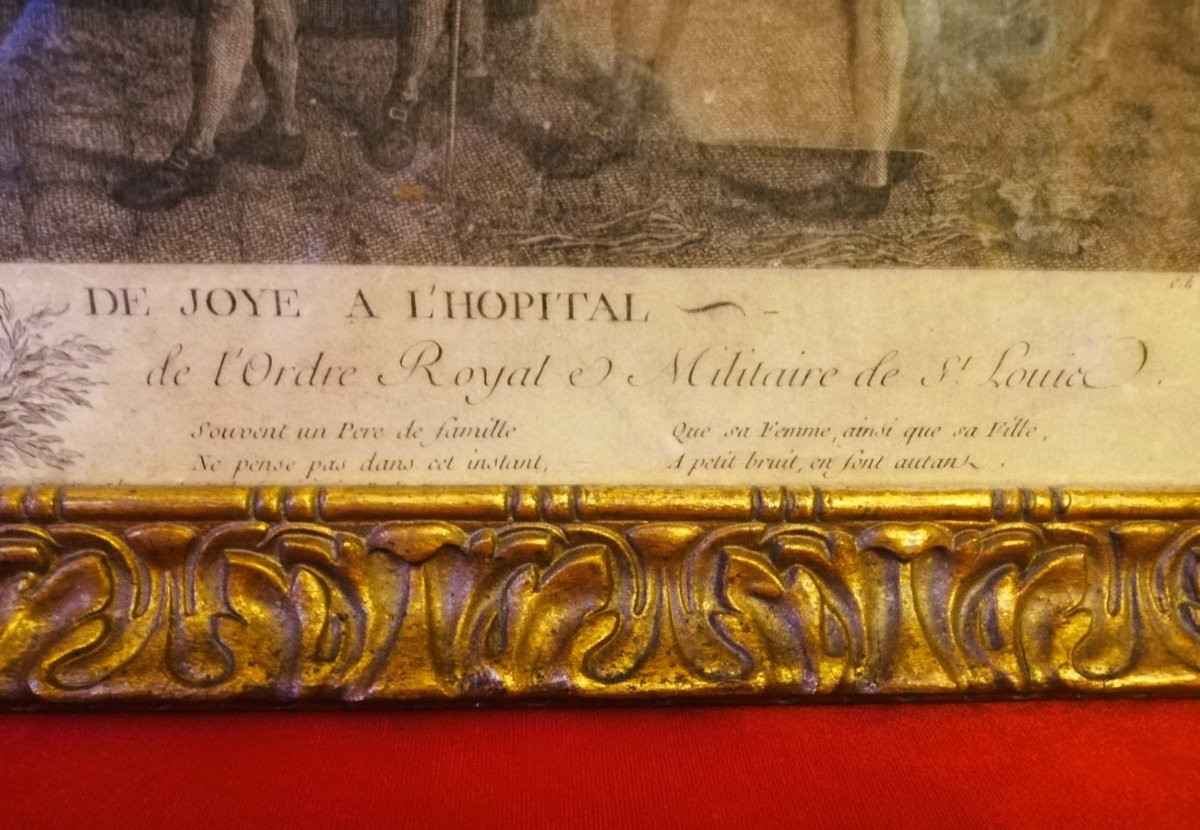 DE JOYE A L'HOPITAL
de l'Ordre Royal e Militaire de St. Louis.
Souvent un Pere de famille Que sa Femme, ainsi que sa Fille,
Ne pense pas dans cet instant, A petit bruit, en font autant.